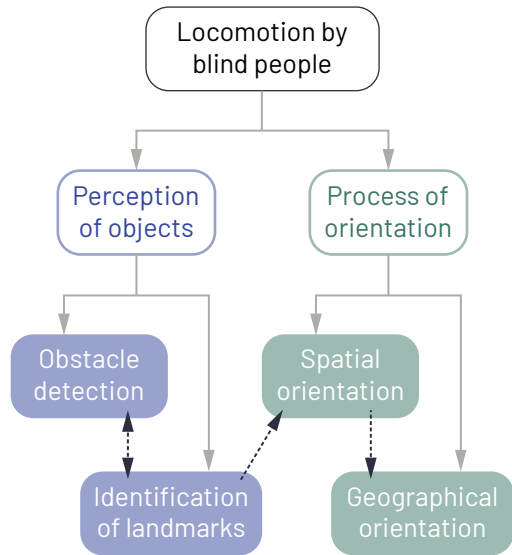 Locomotion by
blind people
Perception
of objects
Process of
orientation
Obstacle
detection
Spatial
orientation
Identification
of landmarks
Geographical
orientation